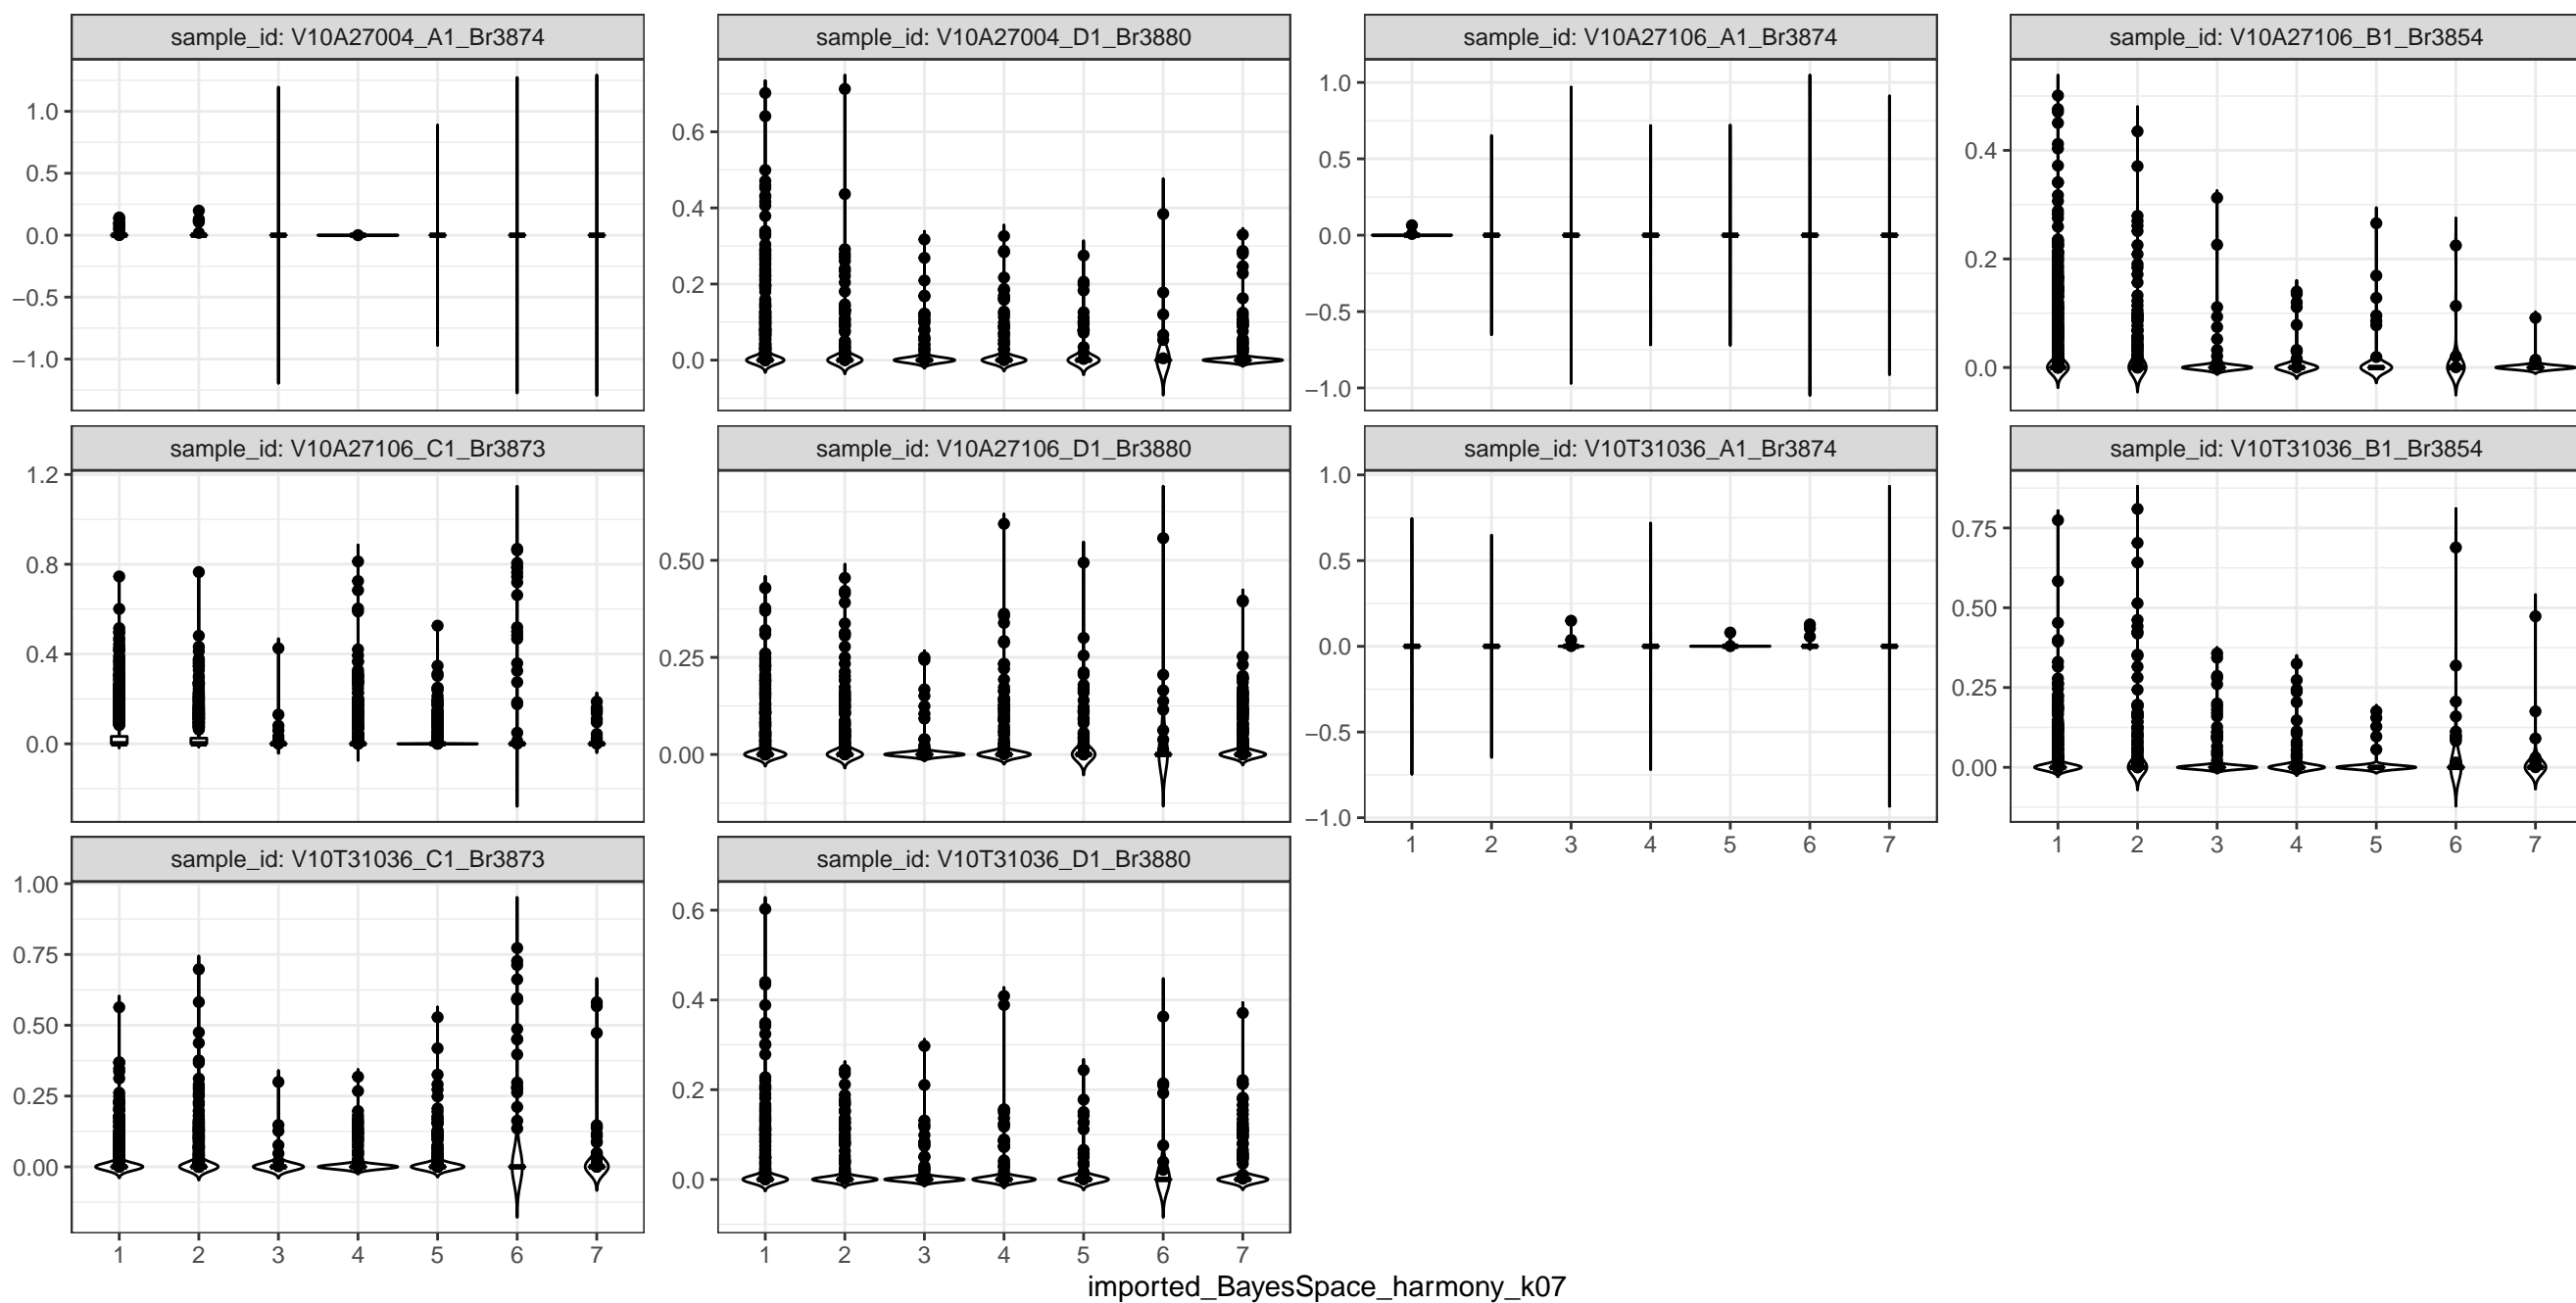 sample_id: V10A27004_A1_Br3874
sample_id: V10A27004_D1_Br3880
sample_id: V10A27106_A1_Br3874
sample_id: V10A27106_B1_Br3854
1.0
0.5
0.0
−0.5
−1.0
0.6
0.4
0.2
0.0
1.0
0.5
0.0
−0.5
−1.0
0.4
0.2
0.0
sample_id: V10A27106_C1_Br3873
sample_id: V10A27106_D1_Br3880
sample_id: V10T31036_A1_Br3874
sample_id: V10T31036_B1_Br3854
1.2
0.8
0.4
0.0
0.50
0.25
0.00
1.0
0.5
0.0
−0.5
−1.0
0.75
0.50
0.25
0.00
1 2 3 4 5 6 7
1 2 3 4 5 6 7
sample_id: V10T31036_C1_Br3873
sample_id: V10T31036_D1_Br3880
1.00
0.75
0.50
0.25
0.00
0.6
0.4
0.2
0.0
1 2 3 4 5 6 7
1 2 3 4 5 6 7
imported_BayesSpace_harmony_k07